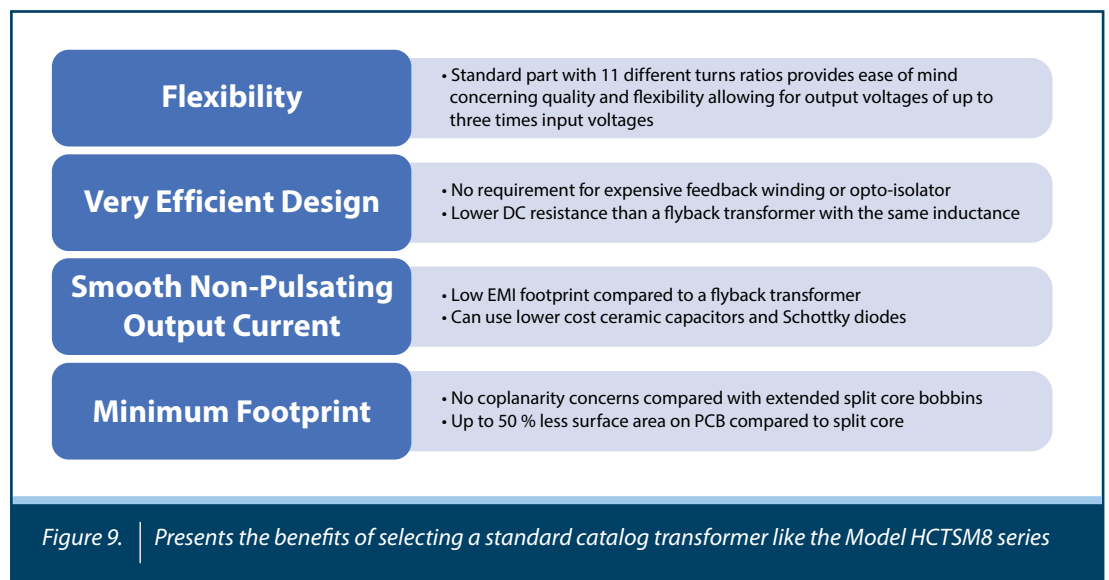 Flexibility
• Standard part with 11 different turns ratios provides ease of mind
concerning quality and flexibility allowing for output voltages of up to
three times input voltages
Very Efficient Design
• No requirement for expensive feedback winding or opto-isolator
• Lower DC resistance than a flyback transformer with the same inductance
Smooth Non-Pulsating
Output Current
• Low EMI footprint compared to a flyback transformer
• Can use lower cost ceramic capacitors and Schottky diodes
Minimum Footprint
• No coplanarity concerns compared with extended split core bobbins
• Up to 50 % less surface area on PCB compared to split core
Figure 9. Presents the benefits of selecting a standard catalog transformer like the Model HCTSM8 series